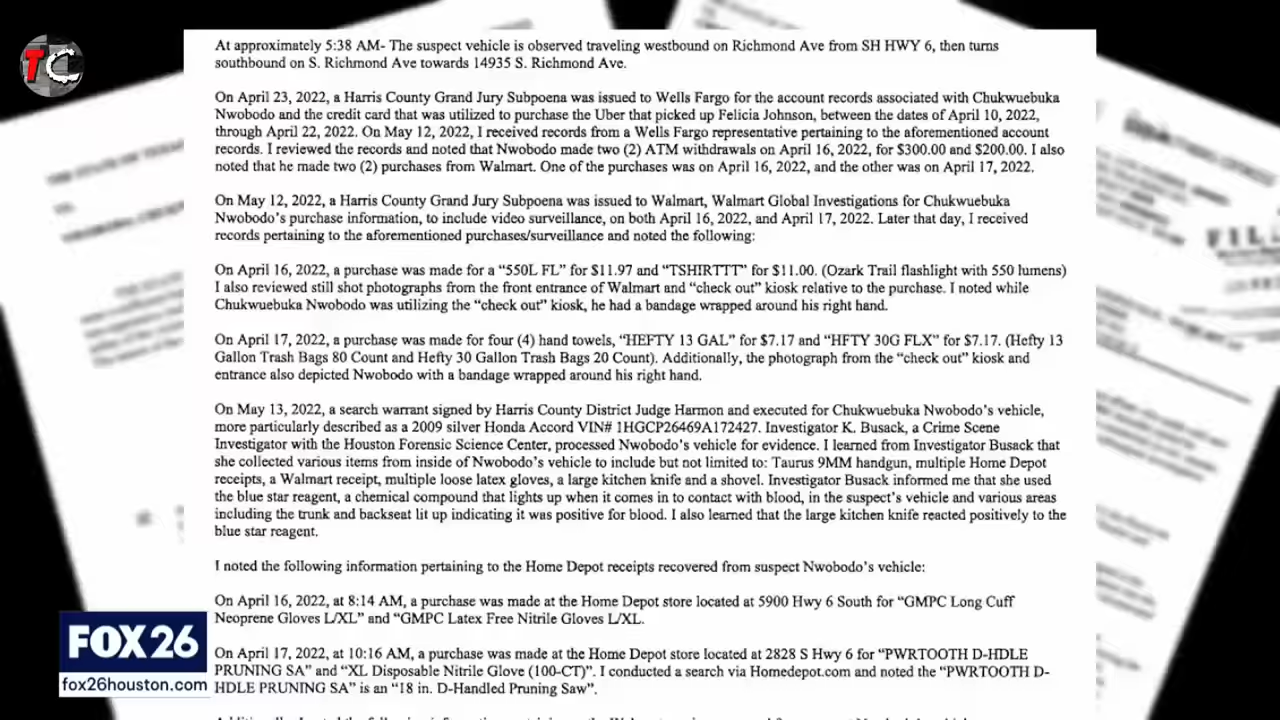 TC
At approximately 5:38 AM- The suspect vehicle is observed traveling westbound on Richmond Ave from SH HWY 6, then turns
southbound on S. Richmond Ave towards 14935 S. Richmond Ave.
On April 23, 2022, a Harris County Grand Jury Subpoena was issued to Wells Fargo for the account records associated with Chukwuebuka
Nwobodo and the credit card that was utilized to purchase the Uber that picked up Felicia Johnson, between the dates of April 10, 2022,
through April 22, 2022. On May 12, 2022, I received records from a Wells Fargo representative pertaining to the aforementioned account
records. I reviewed the records and noted that Nwobodo made two (2) ATM withdrawals on April 16, 2022, for $300.00 and $200.00. I also
noted that he made two (2) purchases from Walmart. One of the purchases was on April 16, 2022, and the other was on April 17, 2022.
On May 12, 2022, a Harris County Grand Jury Subpoena was issued to Walmart, Walmart Global Investigations for Chukwuebuka
Nwobodo's purchase information, to include video surveillance, on both April 16, 2022, and April 17, 2022. Later that day, I received
records pertaining to the aforementioned purchases/surveillance and noted the following:
On April 16, 2022, a purchase was made for a “550L FL” for $11.97 and “TSHIRTTT” for $11.00. (Ozark Trail flashlight with 550 lumens)
I also reviewed still shot photographs from the front entrance of Walmart and “check out” kiosk relative to the purchase. I noted while
Chukwuebuka Nwobodo was utilizing the “check out” kiosk, he had a bandage wrapped around his right hand.
On April 17, 2022, a purchase was made for four (4) hand towels, “HEFTY 13 GAL” for $7.17 and “HFTY 30G FLX” for $7.17. (Hefty 13
Gallon Trash Bags 80 Count and Hefty 30 Gallon Trash Bags 20 Count). Additionally, the photograph from the “check out” kiosk and
entrance also depicted Nwobodo with a bandage wrapped around his right hand.
On May 13, 2022, a search warrant signed by Harris County District Judge Harmon and executed for Chukwuebuka Nwobodo's vehicle,
more particularly described as a 2009 silver Honda Accord VIN# 1HGCP26469A172427. Investigator K. Busack, a Crime Scene
Investigator with the Houston Forensic Science Center, processed Nwobodo's vehicle for evidence. I learned from Investigator Busack that
she collected various items from inside of Nwobodo's vehicle to include but not limited to: Taurus 9MM handgun, multiple Home Depot
receipts, a Walmart receipt, multiple loose latex gloves, a large kitchen knife and a shovel. Investigator Busack informed me that she used
the blue star reagent, a chemical compound that lights up when it comes in to contact with blood, in the suspect's vehicle and various areas
including the trunk and backseat lit up indicating it was positive for blood. I also learned that the large kitchen knife reacted positively to the
blue star reagent.
I noted the following information pertaining to the Home Depot receipts recovered from suspect Nwobodo's vehicle:
On April 16, 2022, at 8:14 AM, a purchase was made at the Home Depot store located at 5900 Hwy 6 South for “GMPC Long Cuff
Neoprene Gloves L/XL” and “GMPC Latex Free Nitrile Gloves L/XL.
On April 17, 2022, at 10:16 AM, a purchase was made at the Home Depot store located at 2828 S Hwy 6 for “PWRTOOTH D-HDLE
PRUNING SA” and “XL Disposable Nitrile Glove (100-CT)”. I conducted a search via Homedepot.com and noted the “PWRTOOTH D-
HDLE PRUNING SA” is an “18 in. D-Handled Pruning Saw”.
FOX 26
fox26houston.com